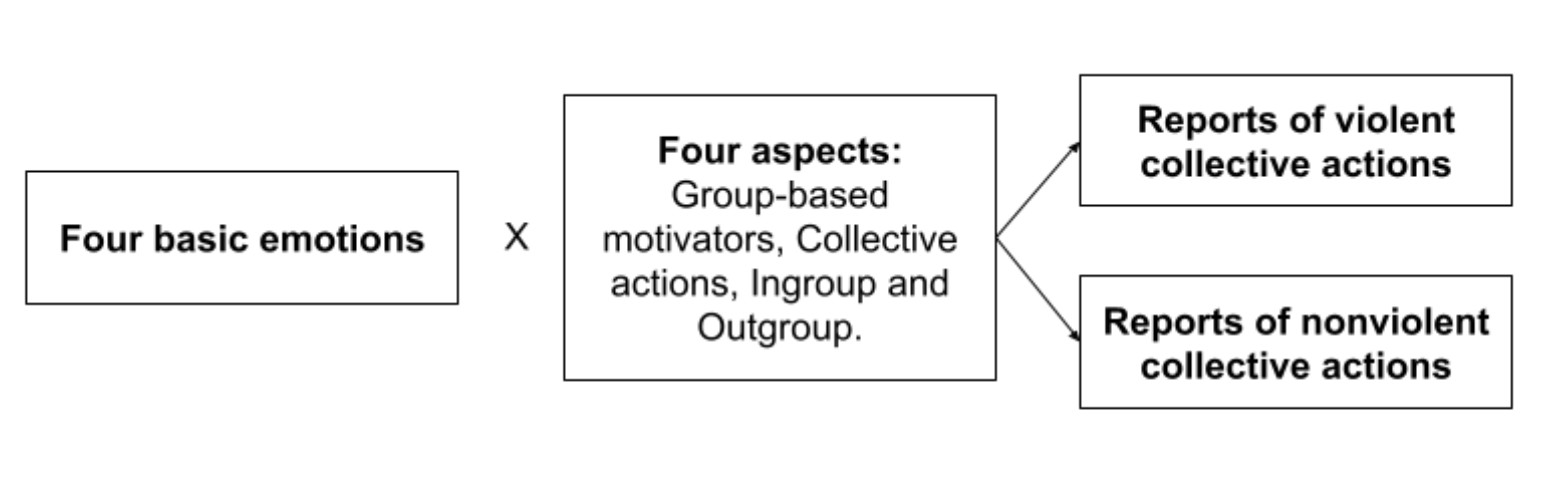 Four basic emotions
X
Four aspects:
Group-based
motivators, Collective
actions, Ingroup and
Outgroup.
Reports of violent
collective actions
Reports of nonviolent
collective actions